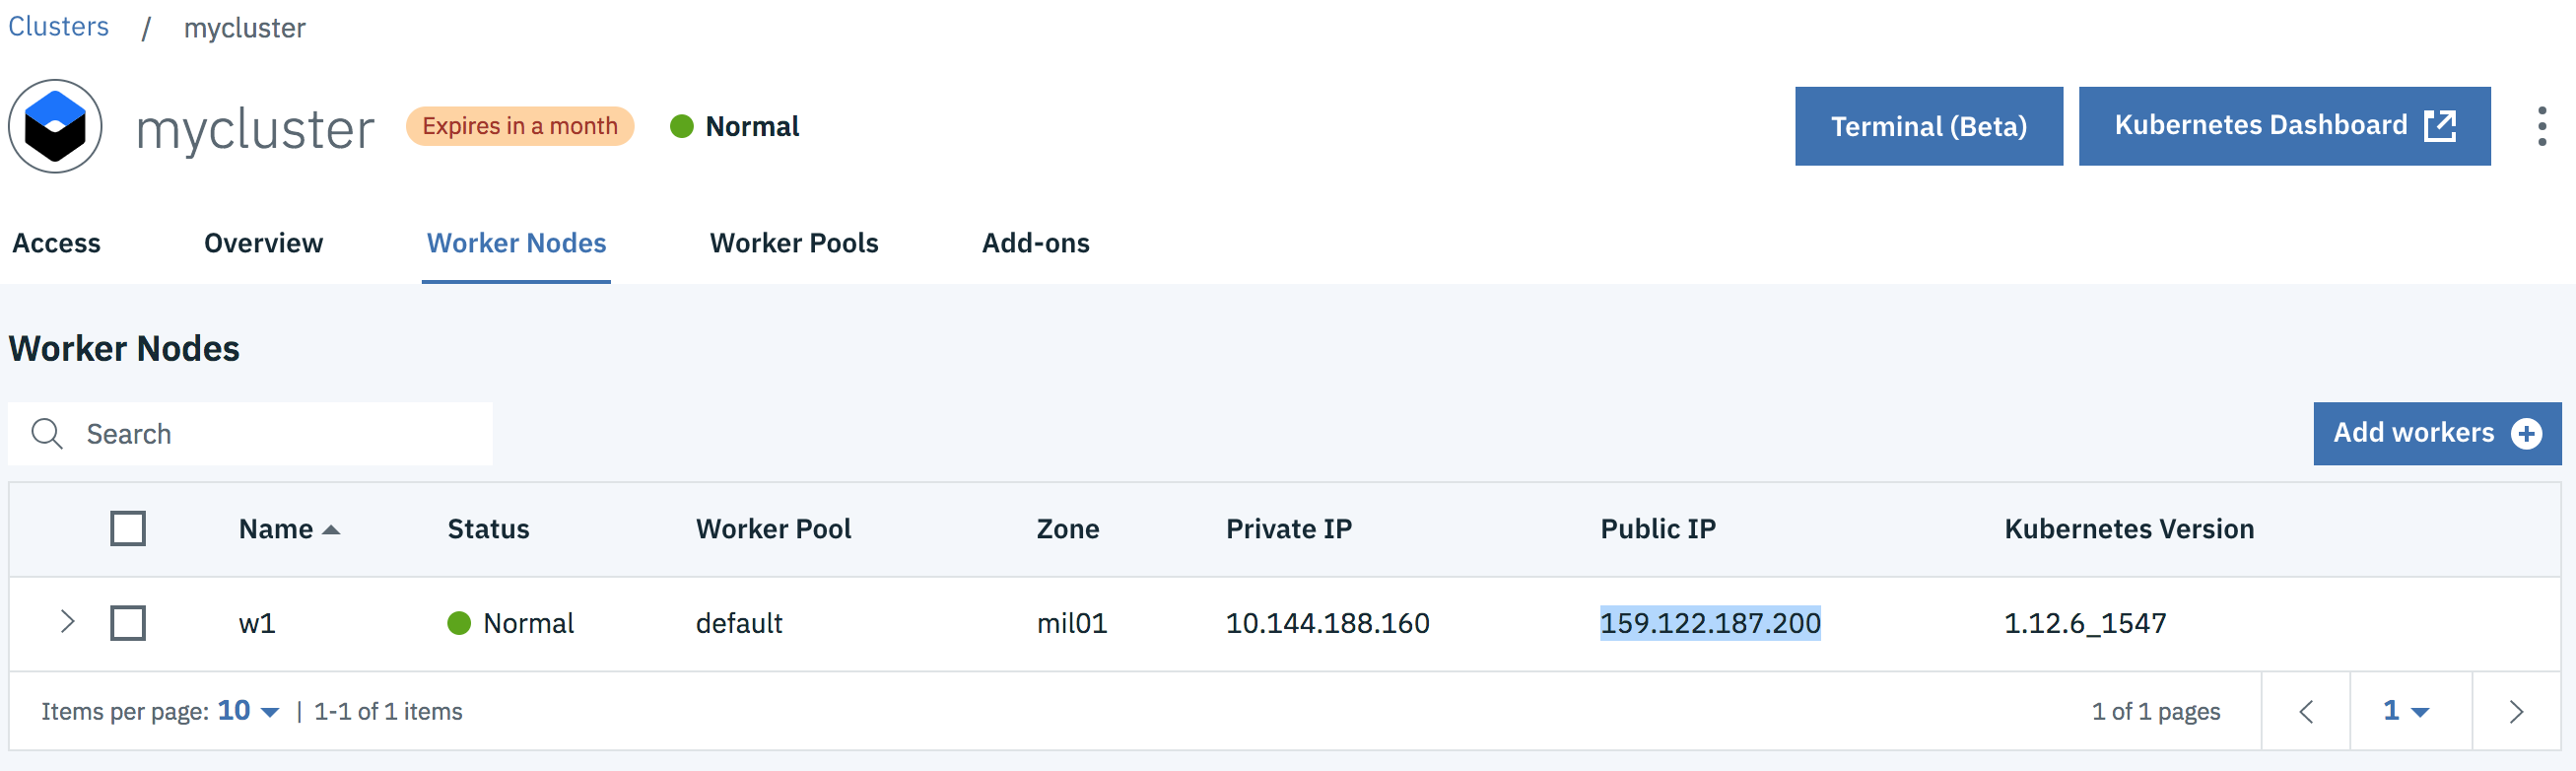 Clusters / mycluster
mycluster Expires in a month Normal Terminal (Beta) Kubernetes Dashboard
Access Overview Worker Nodes Worker Pools Add-ons
Worker Nodes
Search Add workers
Name Status Worker Pool Zone Private IP Public IP Kubernetes Version
w1 Normal default mil01 10.144.188.160 159.122.187.200 1.12.6_1547
Items per page: 10 | 1-1 of 1 items 1 of 1 pages 1